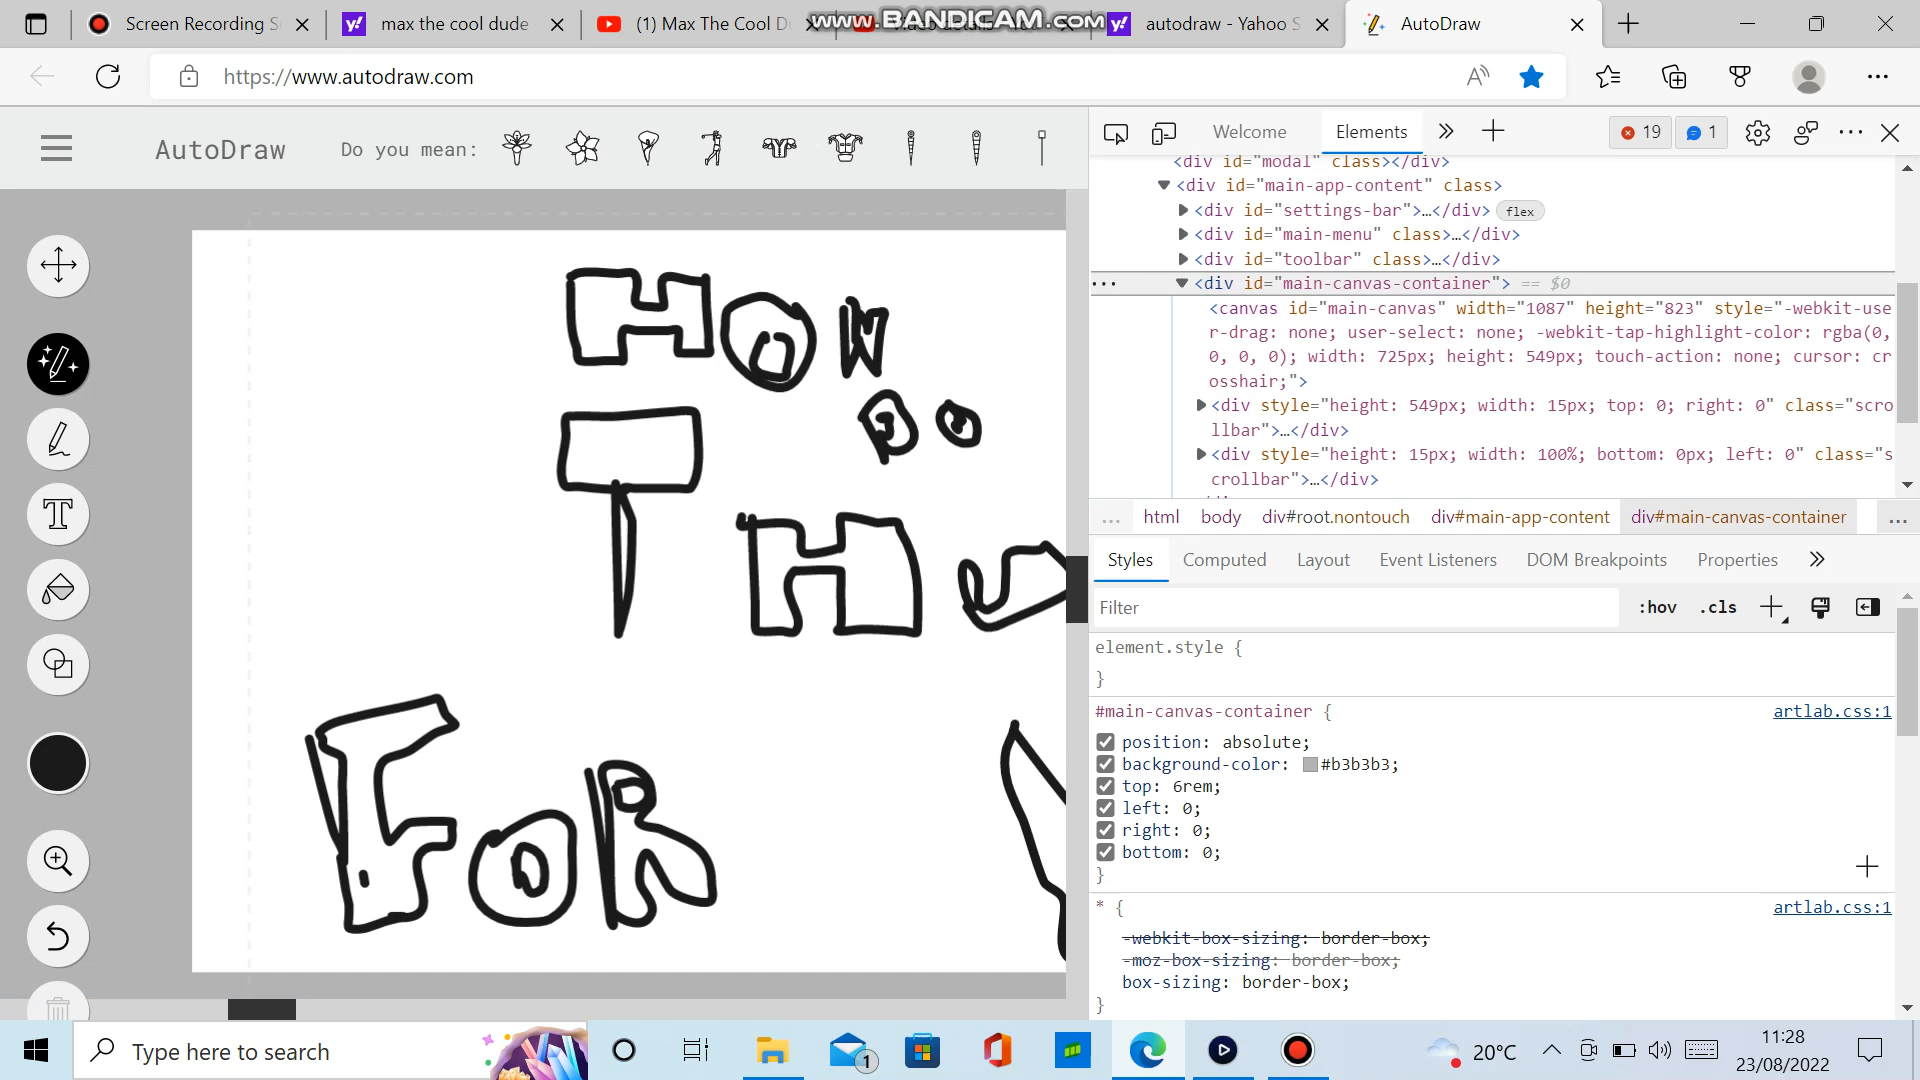 Screen Recording S
max the cool dude
(1) Max The Cool D
www.BANDICAM.com
autodraw - Yahoo S
AutoDraw
https://www.autodraw.com
AutoDraw
Do you mean:
Welcome
Elements
19
1
<div id="modal" class></div>
<div id="main-app-content" class>
<div id="settings-bar">…</div> flex
<div id="main-menu" class>…</div>
<div id="toolbar" class>…</div>
<div id="main-canvas-container"> == $0
<canvas id="main-canvas" width="1087" height="823" style="-webkit-use
r-drag: none; user-select: none; -webkit-tap-highlight-color: rgba(0,
0, 0, 0); width: 725px; height: 549px; touch-action: none; cursor: cr
osshair;">
<div style="height: 549px; width: 15px; top: 0; right: 0" class="scro
llbar">…</div>
<div style="height: 15px; width: 100%; bottom: 0px; left: 0" class="s
crollbar">…</div>
… html body div#root.nontouch div#main-app-content div#main-canvas-container …
Styles Computed Layout Event Listeners DOM Breakpoints Properties
Filter
:hov .cls
element.style {
}
#main-canvas-container {
artlab.css:1
position: absolute;
background-color: #b3b3b3;
top: 6rem;
left: 0;
right: 0;
bottom: 0;
}
* {
artlab.css:1
-webkit-box-sizing: border-box;
-moz-box-sizing: border-box;
box-sizing: border-box;
}
HOW
DO
I
H
FOR
Type here to search
1
20°C
11:28
23/08/2022